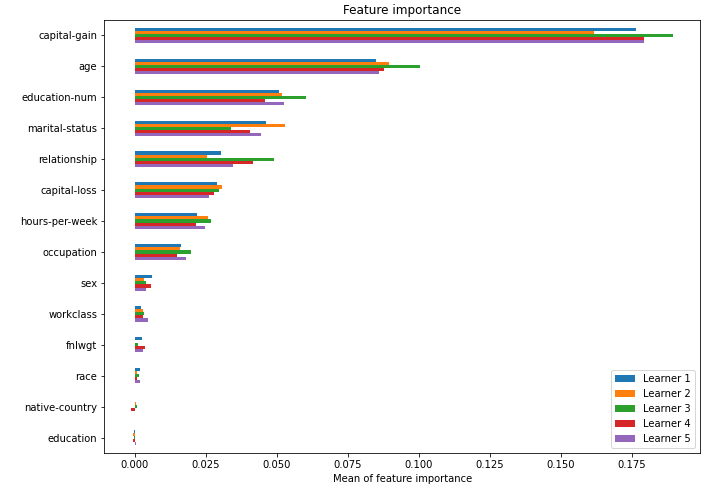 Feature importance
capital-gain
age
education-num
marital-status
relationship
capital-loss
hours-per-week
occupation
sex
workclass
fnlwgt
race
native-country
education
Learner 1
Learner 2
Learner 3
Learner 4
Learner 5
0.000 0.025 0.050 0.075 0.100 0.125 0.150 0.175
Mean of feature importance